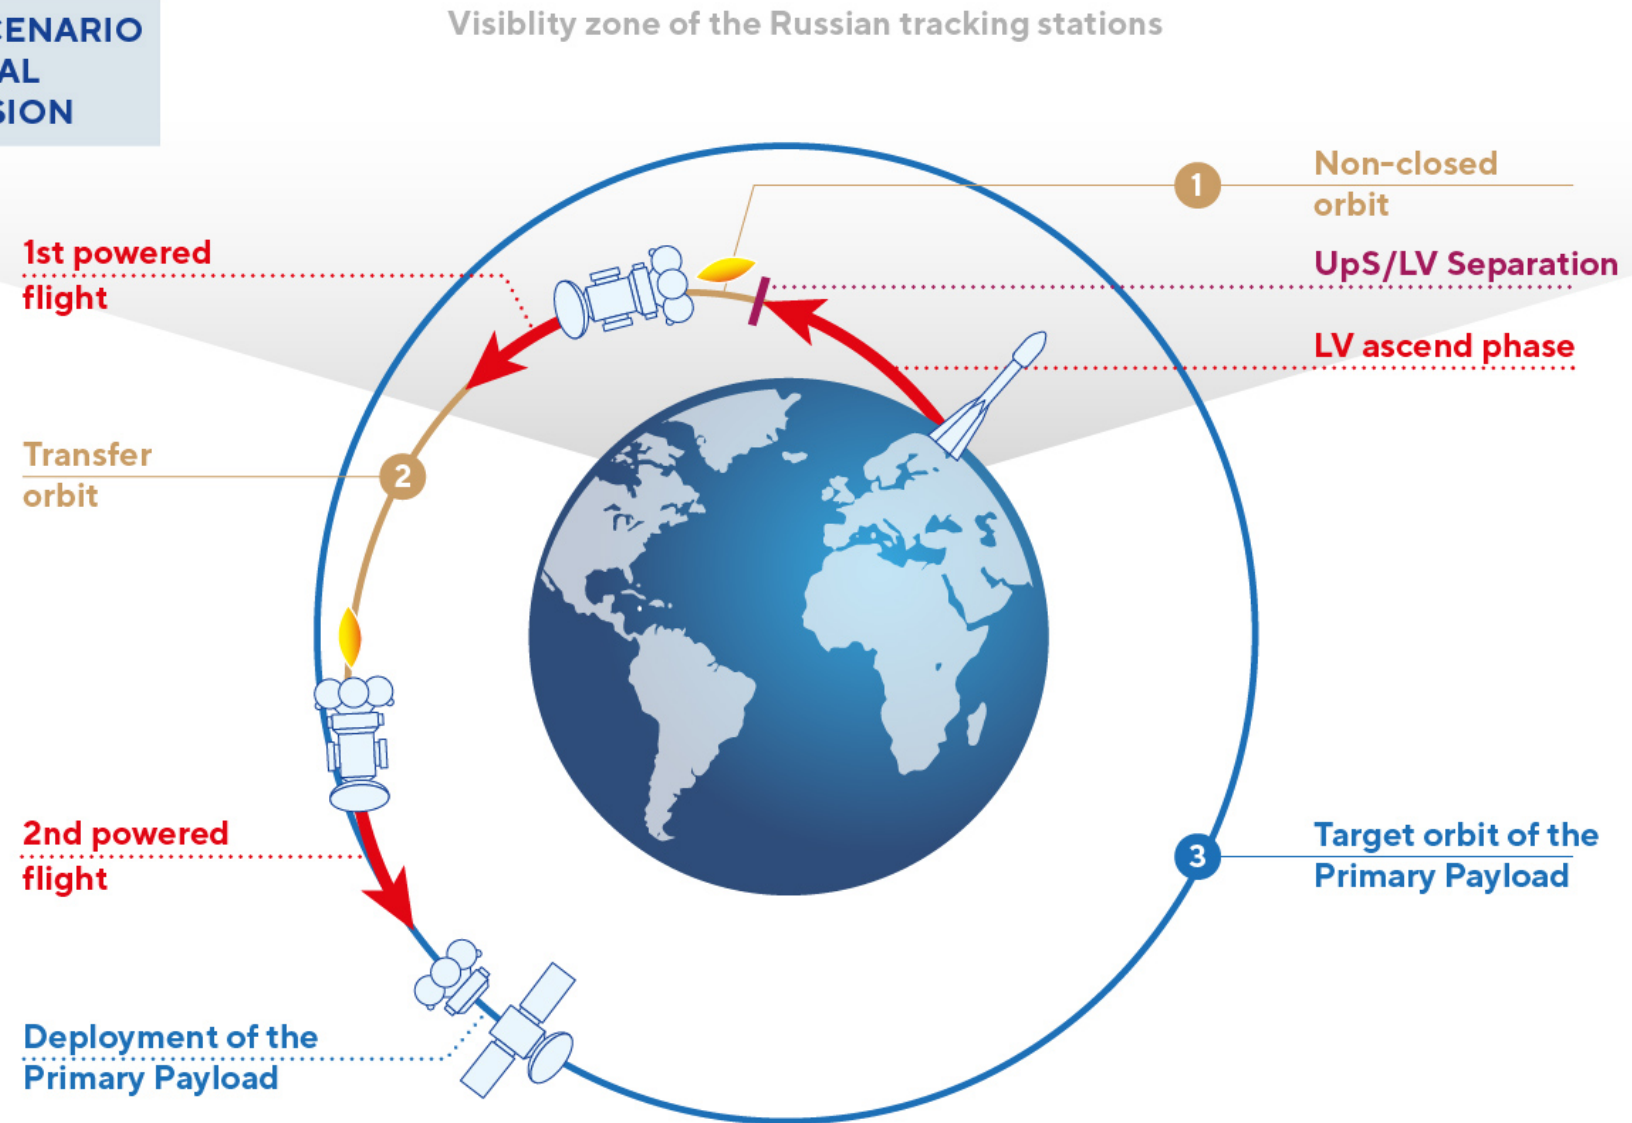 CENARIO
AL
SION
Visiblity zone of the Russian tracking stations
1
Non-closed
orbit
1st powered
flight
UpS/LV Separation
LV ascend phase
Transfer
orbit
2
2nd powered
flight
3
Target orbit of the
Primary Payload
Deployment of the
Primary Payload